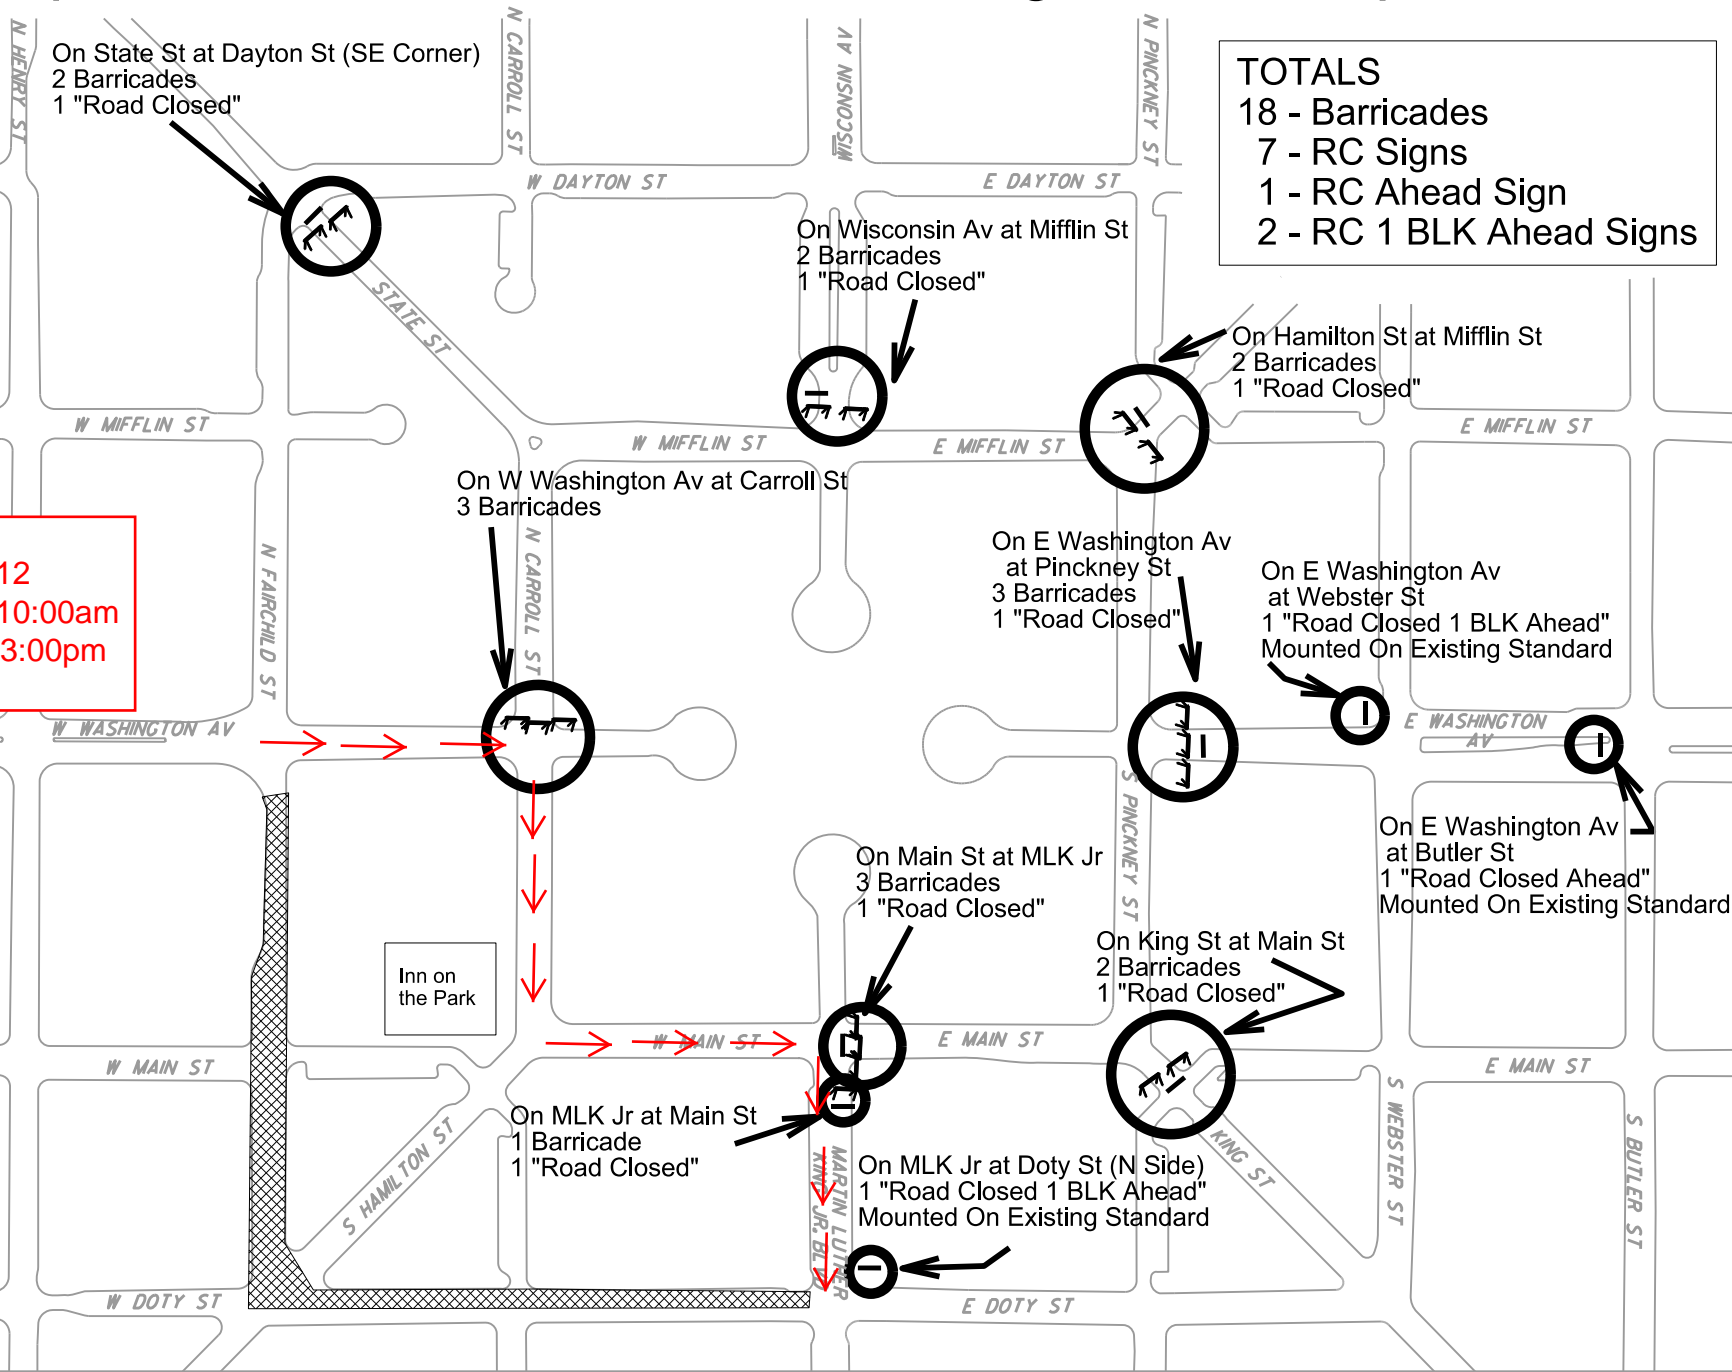 On State St at Dayton St (SE Corner)
2 Barricades
1 "Road Closed"
TOTALS
18 - Barricades
7 - RC Signs
1 - RC Ahead Sign
2 - RC 1 BLK Ahead Signs
N HENRY ST
N CARROLL ST
WISCONSIN AV
N PINCKNEY ST
W DAYTON ST
E DAYTON ST
On Wisconsin Av at Mifflin St
2 Barricades
1 "Road Closed"
STATE ST
On Hamilton St at Mifflin St
2 Barricades
1 "Road Closed"
W MIFFLIN ST
W MIFFLIN ST
E MIFFLIN ST
E MIFFLIN ST
On W Washington Av at Carroll St
3 Barricades
12
10:00am
3:00pm
N FAIRCHILD ST
N CARROLL ST
On E Washington Av
at Pinckney St
3 Barricades
1 "Road Closed"
On E Washington Av
at Webster St
1 "Road Closed 1 BLK Ahead"
Mounted On Existing Standard
W WASHINGTON AV
E WASHINGTON
AV
S PINCKNEY ST
On E Washington Av
at Butler St
1 "Road Closed Ahead"
Mounted On Existing Standard
On Main St at MLK Jr
3 Barricades
1 "Road Closed"
On King St at Main St
2 Barricades
1 "Road Closed"
Inn on
the Park
W MAIN ST
W MAIN ST
E MAIN ST
E MAIN ST
On MLK Jr at Main St
1 Barricade
1 "Road Closed"
S HAMILTON ST
MARTIN LUTHER
KING JR. BLVD
On MLK Jr at Doty St (N Side)
1 "Road Closed 1 BLK Ahead"
Mounted On Existing Standard
KING ST
S WEBSTER ST
S BUTLER ST
W DOTY ST
E DOTY ST